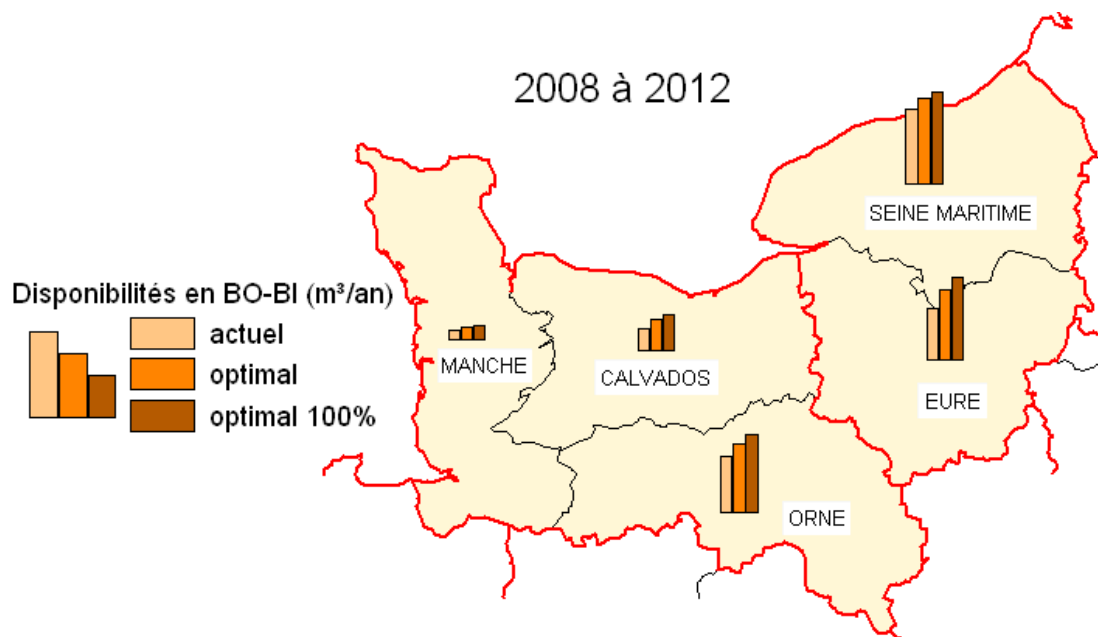 2008 à 2012
SEINE MARITIME
Disponibilités en BO-BI (m³/an)
actuel
optimal
optimal 100%
MANCHE
CALVADOS
EURE
ORNE